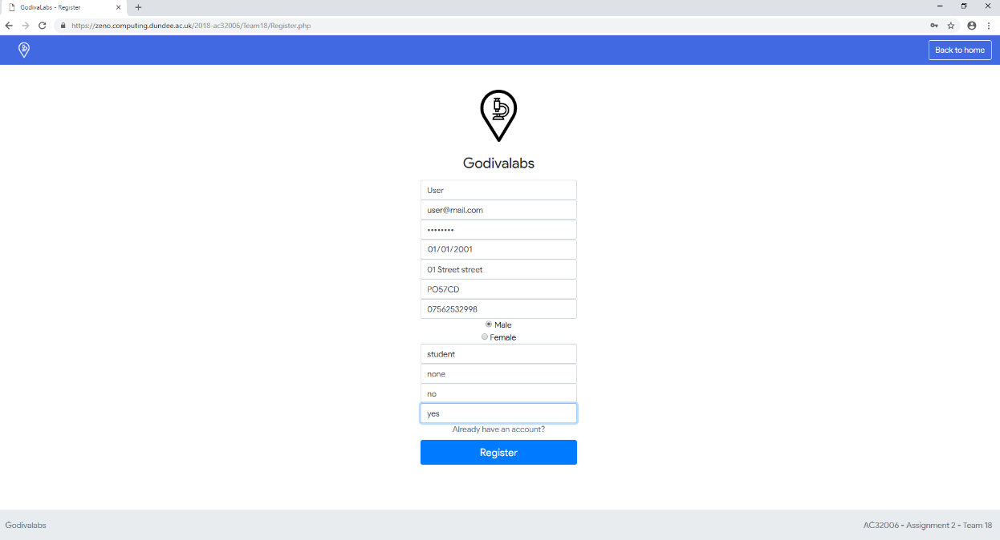 GodivaLabs - Register
https://zeno.computing.dundee.ac.uk/2018-ac32006/Team18/Register.php
Back to home
Godivalabs
User
user@mail.com
••••••••
01/01/2001
01 Street street
PO57CD
07562532998
Male
Female
student
none
no
yes
Already have an account?
Register
Godivalabs
AC32006 - Assignment 2 - Team 18